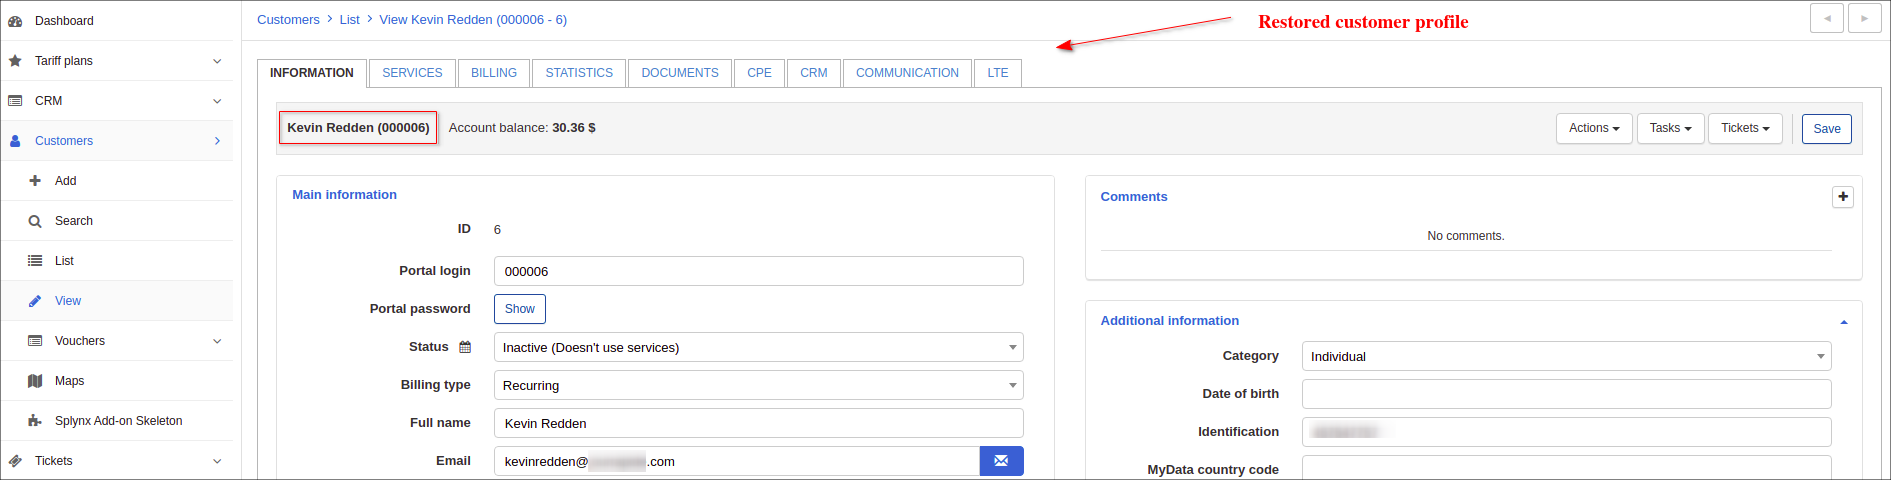 Dashboard
Tariff plans
CRM
Customers
Add
Search
List
View
Vouchers
Maps
Splynx Add-on Skeleton
Tickets
Customers > List > View Kevin Redden (000006 - 6)
Restored customer profile
INFORMATION SERVICES BILLING STATISTICS DOCUMENTS CPE CRM COMMUNICATION LTE
Kevin Redden (000006) Account balance: 30.36 $
Actions Tasks Tickets Save
Main information
ID 6
Portal login 000006
Portal password Show
Status Inactive (Doesn't use services)
Billing type Recurring
Full name Kevin Redden
Email kevinredden@ .com
Comments
No comments.
Additional information
Category Individual
Date of birth
Identification
MyData country code